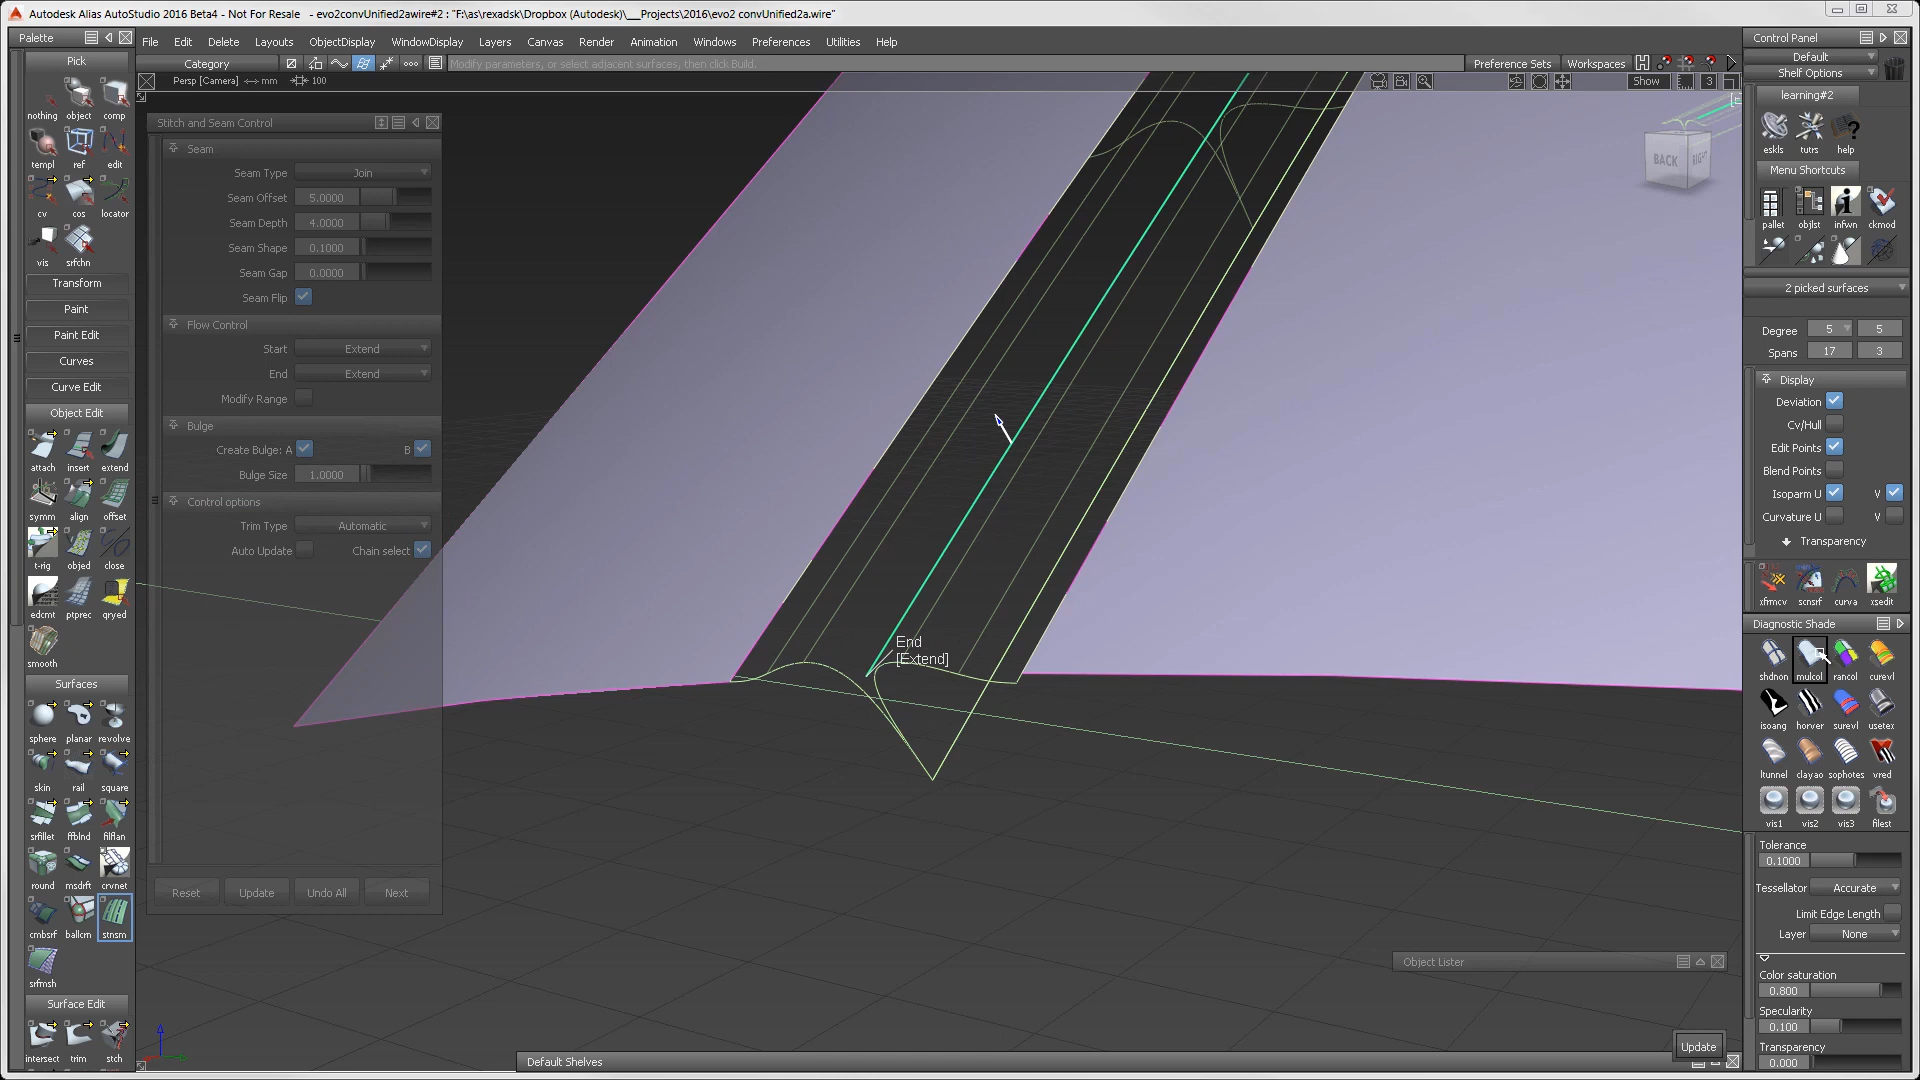 Autodesk Alias AutoStudio 2016 Beta4 - Not For Resale   - evo2convUnified2awire#2 : "F:\as\rexadsk\Dropbox (Autodesk)\__Projects\2016\evo2 convUnified2a.wire"
Palette
File Edit Delete Layouts ObjectDisplay WindowDisplay Layers Canvas Render Animation Windows Preferences Utilities Help
Control Panel
Category
Modify parameters, or select adjacent surfaces, then click Build.
Preference Sets
Workspaces
Default
Shelf Options
Persp [Camera] <-> mm 100
Show
3
Pick
nothing object comp
templ ref edit
cv cos locator
vis srfchn
Transform
Paint
Paint Edit
Curves
Curve Edit
Object Edit
attach insert extend
symm align offset
t-rig objed close
edcmt ptprec qryed
smooth
Surfaces
sphere planar revolve
skin rail square
srfillet ffblnd filflan
round msdrft crvnet
cmbsrf ballcrn stnsm
srfmsh
Surface Edit
intersect trim stch
Stitch and Seam Control
Seam
Seam Type Join
Seam Offset 5.0000
Seam Depth 4.0000
Seam Shape 0.1000
Seam Gap 0.0000
Seam Flip
Flow Control
Start Extend
End Extend
Modify Range
Bulge
Create Bulge: A B
Bulge Size 1.0000
Control options
Trim Type Automatic
Auto Update Chain select
Reset Update Undo All Next
End
[Extend]
BACK RIGHT
Object Lister
Update
Default Shelves
learning#2
eskls tutrs help
Menu Shortcuts
pallet objlst infwn ckmod
2 picked surfaces
Degree 5 5
Spans 17 3
Display
Deviation
Cv/Hull
Edit Points
Blend Points
Isoparm U V
Curvature U V
Transparency
xfrmcv scnsrf curva xsedit
Diagnostic Shade
shdnon mulcol rancol curevl
isoang horver surevl usetex
ltunnel clayao sophotes vred
vis1 vis2 vis3 filest
Tolerance
0.1000
Tessellator Accurate
Limit Edge Length
Layer None
Color saturation
0.800
Specularity
0.100
Transparency
0.000